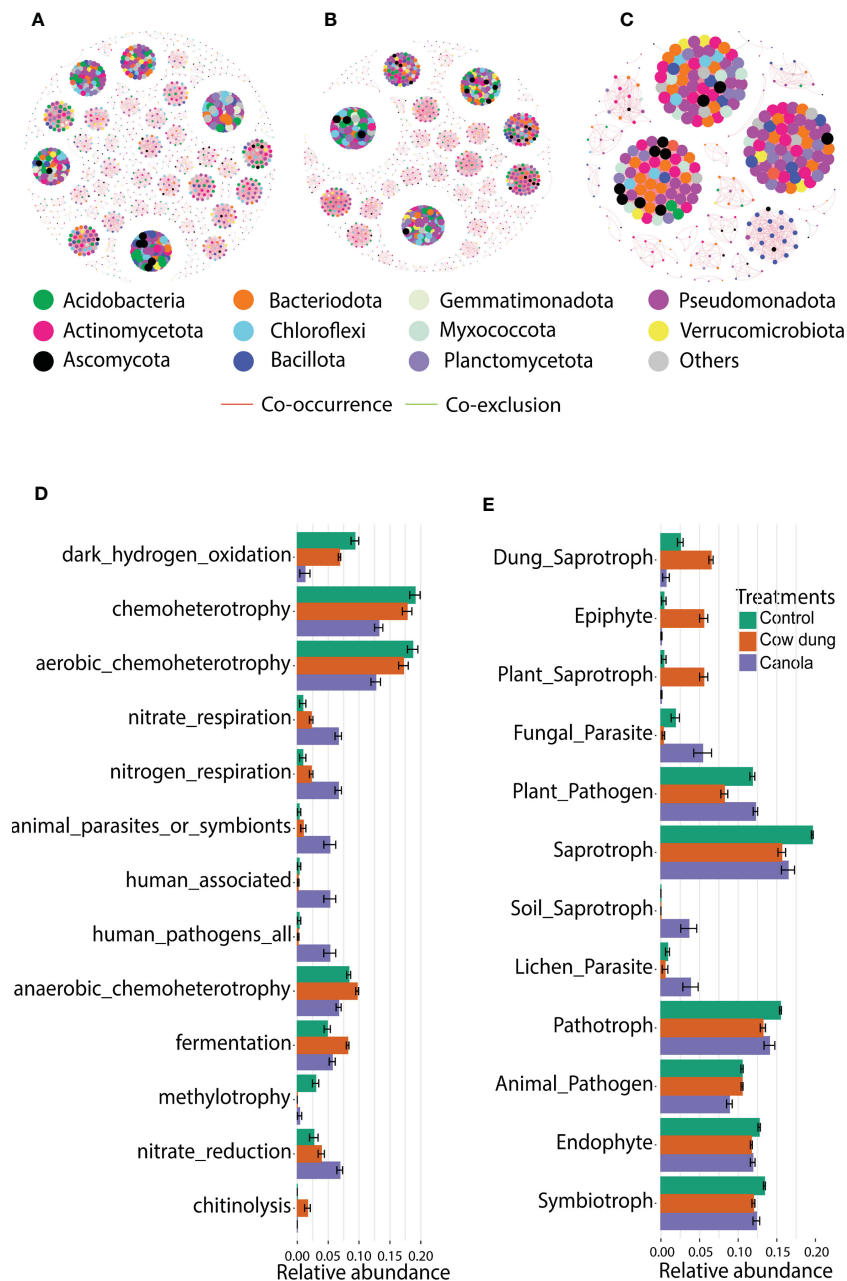 A
B
C
Acidobacteria
Bacteriodota
Gemmatimonadota
Pseudomonadota
Actinomycetota
Chloroflexi
Myxococcota
Verrucomicrobiota
Ascomycota
Bacillota
Planctomycetota
Others
Co-occurrence
Co-exclusion
D
dark_hydrogen_oxidation
chemoheterotrophy
aerobic_chemoheterotrophy
nitrate_respiration
nitrogen_respiration
animal_parasites_or_symbionts
human_associated
human_pathogens_all
anaerobic_chemoheterotrophy
fermentation
methylotrophy
nitrate_reduction
chitinolysis
0.00 0.05 0.10 0.15 0.20
Relative abundance
E
Dung_Saprotroph
Epiphyte
Plant_Saprotroph
Fungal_Parasite
Plant_Pathogen
Saprotroph
Soil_Saprotroph
Lichen_Parasite
Pathotroph
Animal_Pathogen
Endophyte
Symbiotroph
0.00 0.05 0.10 0.15 0.20
Relative abundance
Treatments
Control
Cow dung
Canola